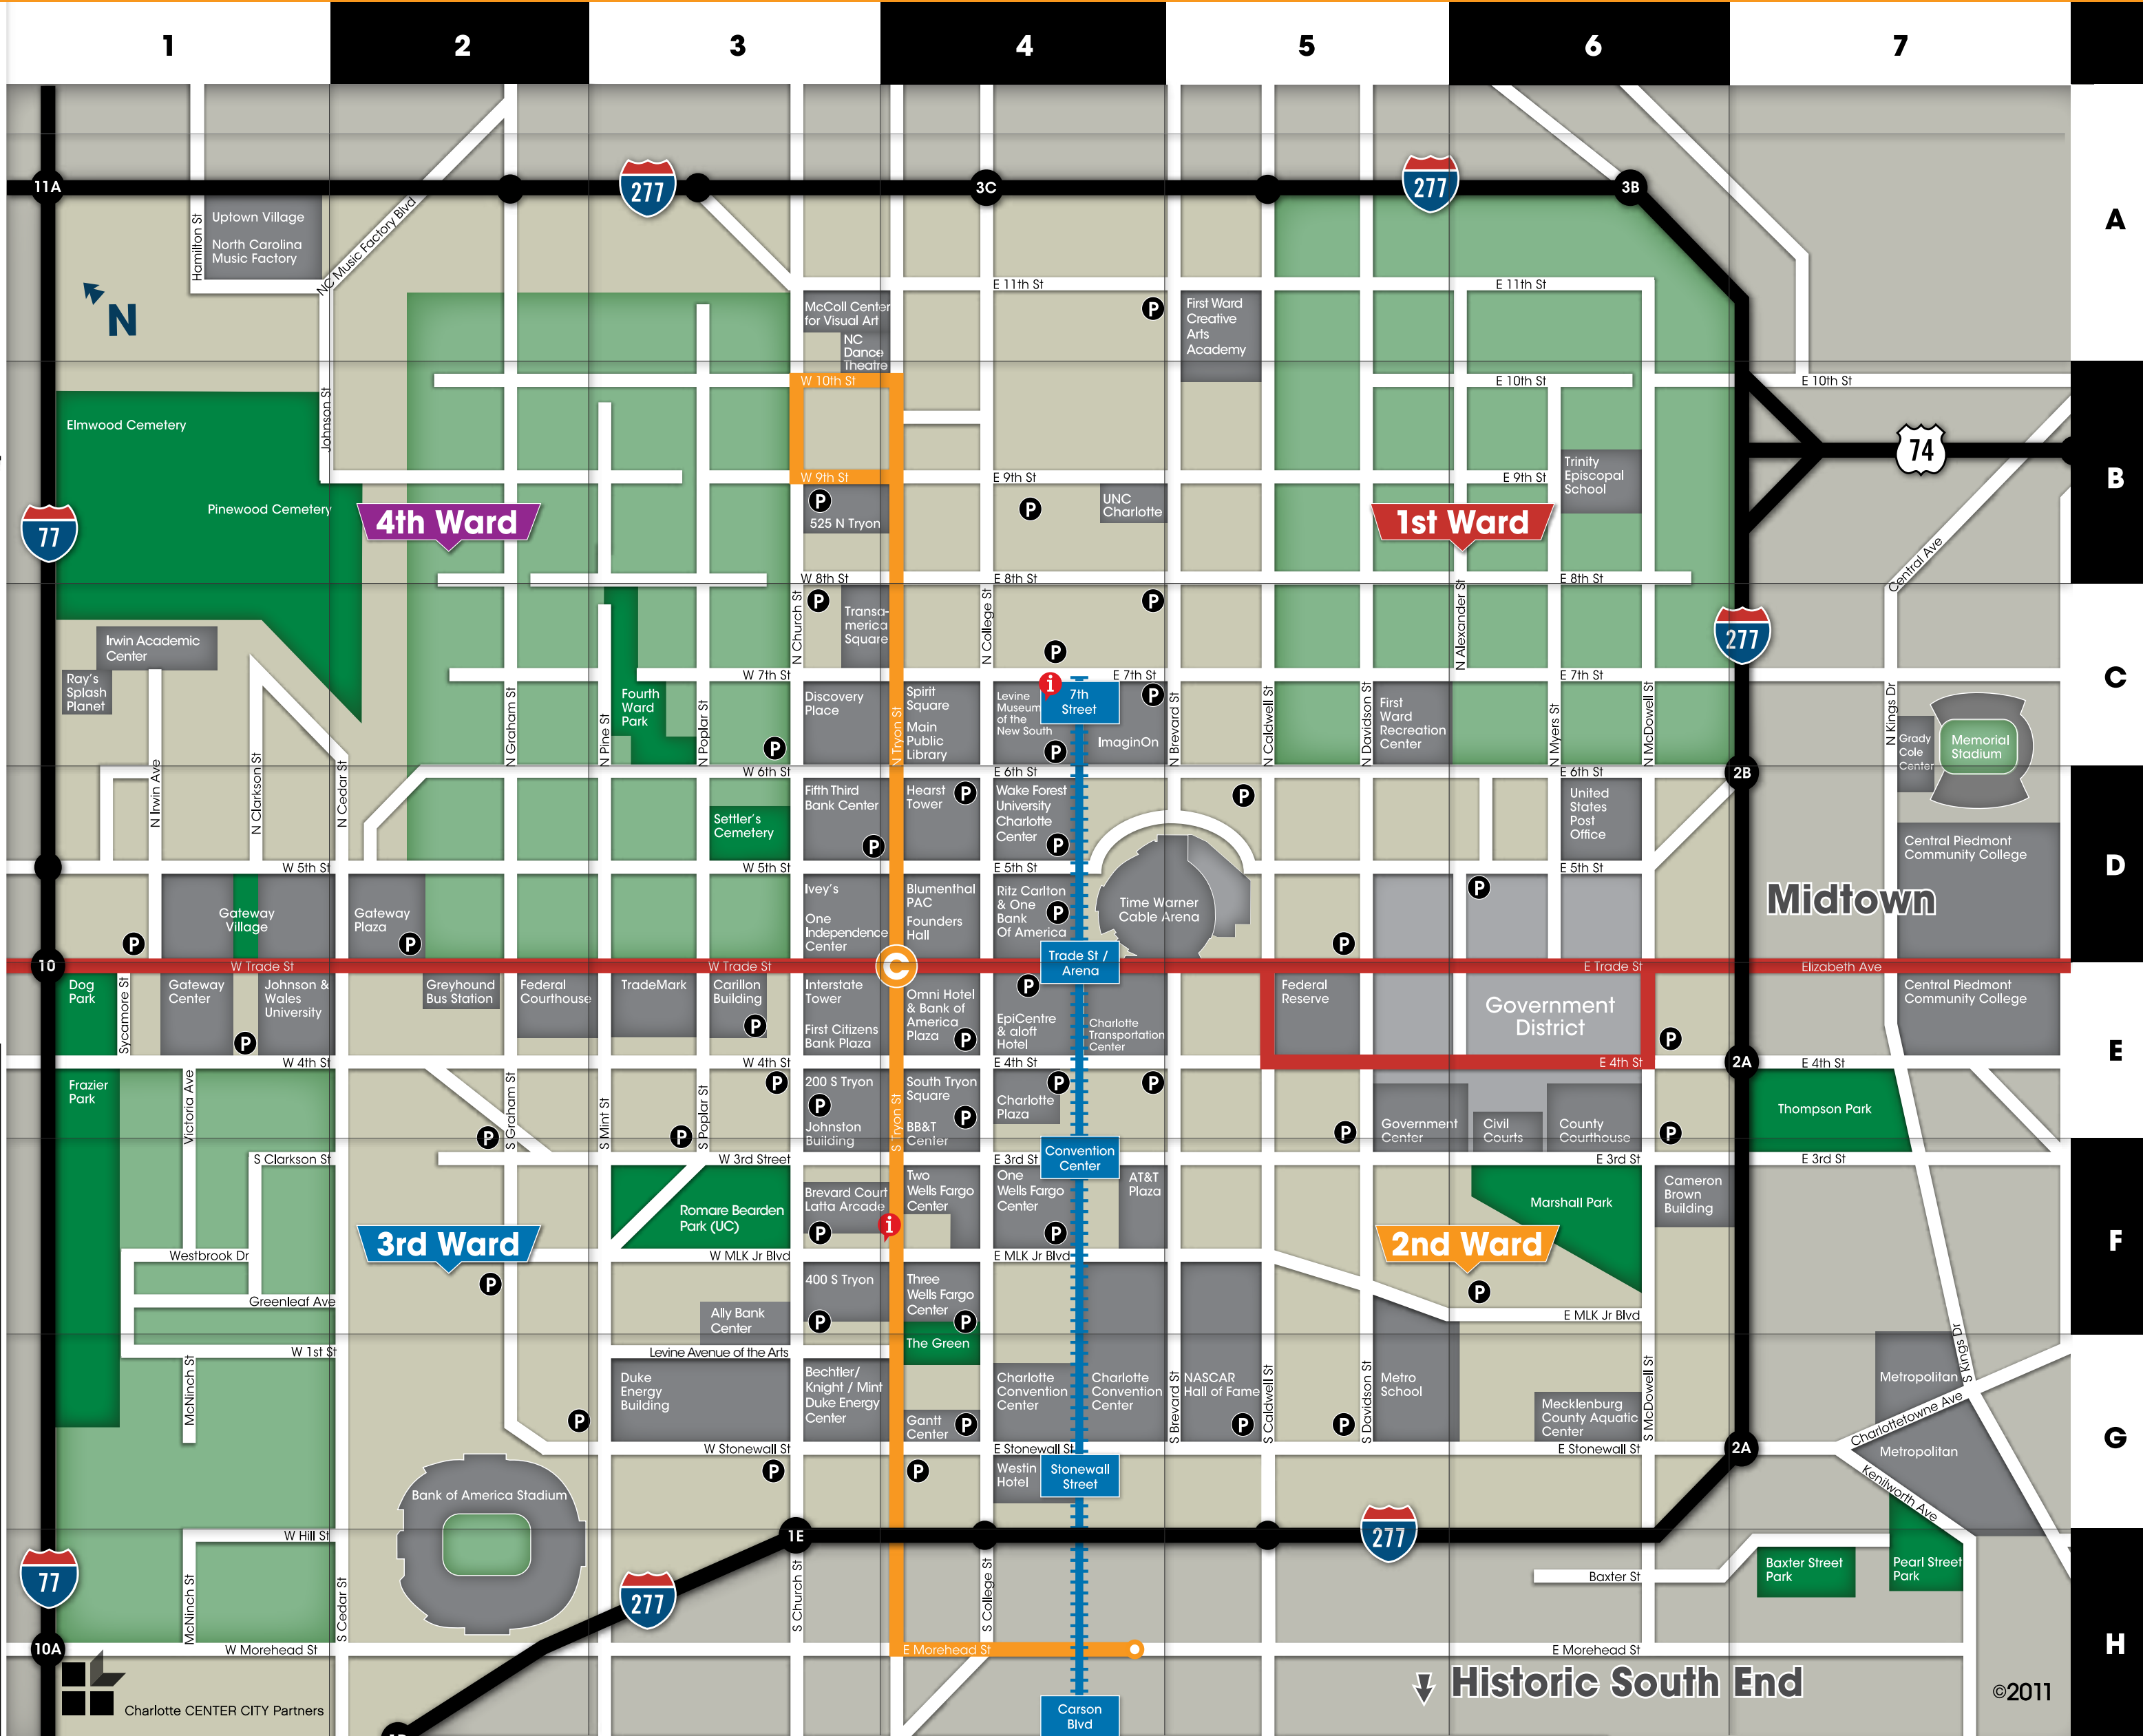 1
2
3
4
5
6
7
A
B
C
D
E
F
G
H
11A
277
3C
277
3B
Hamilton St
Uptown Village
North Carolina
Music Factory
NC Music Factory Blvd
N
E 11th St
E 11th St
McColl Center
for Visual Art
NC
Dance
Theatre
P
First Ward
Creative
Arts
Academy
W 10th St
E 10th St
E 10th St
Elmwood Cemetery
Johnson St
Pinewood Cemetery
77
4th Ward
W 9th St
E 9th St
E 9th St
P
525 N Tryon
P
UNC
Charlotte
1st Ward
Trinity
Episcopal
School
74
Central Ave
W 8th St
E 8th St
E 8th St
Irwin Academic
Center
Ray's
Splash
Planet
N Church St
P
Transa-
merica
Square
N College St
P
P
N Alexander St
277
W 7th St
E 7th St
E 7th St
N Graham St
N Pine St
Fourth
Ward
Park
N Poplar St
P
Discovery
Place
N Tryon St
Spirit
Square
Main
Public
Library
Levine
Museum
of the
New South
i
7th
Street
P
P
ImaginOn
N Brevard St
N Caldwell St
N Davidson St
First
Ward
Recreation
Center
N Myers St
N McDowell St
N Kings Dr
Grady
Cole
Center
Memorial
Stadium
N Irwin Ave
N Clarkson St
N Cedar St
W 6th St
E 6th St
E 6th St
2B
Settler's
Cemetery
Fifth Third
Bank Center
P
Hearst
Tower
P
Wake Forest
University
Charlotte
Center
P
P
United
States
Post
Office
Central Piedmont
Community College
W 5th St
W 5th St
E 5th St
E 5th St
Gateway
Village
P
Gateway
Plaza
P
Ivey's
One
Independence
Center
Blumenthal
PAC
Founders
Hall
Ritz Carlton
& One
Bank
Of America
P
Time Warner
Cable Arena
P
P
Midtown
10
W Trade St
W Trade St
C
Trade St /
Arena
E Trade St
Elizabeth Ave
Dog
Park
Sycamore St
Gateway
Center
P
Johnson &
Wales
University
Greyhound
Bus Station
Federal
Courthouse
TradeMark
Carillon
Building
P
Interstate
Tower
First Citizens
Bank Plaza
Omni Hotel
& Bank of
America
Plaza
P
P
EpiCentre
& aloft
Hotel
Charlotte
Transportation
Center
Federal
Reserve
Government
District
P
Central Piedmont
Community College
W 4th St
W 4th St
E 4th St
E 4th St
2A
E 4th St
Frazier
Park
Victoria Ave
P
S Graham St
S Mint St
P
S Poplar St
P
200 S Tryon
P
Johnston
Building
S Tryon St
South Tryon
Square
P
BB&T
Center
P
Charlotte
Plaza
P
P
Government
Center
Civil
Courts
County
Courthouse
P
Thompson Park
S Clarkson St
W 3rd Street
E 3rd St
Convention
Center
E 3rd St
E 3rd St
Romare Bearden
Park (UC)
Brevard Court
Latta Arcade
P
i
Two
Wells Fargo
Center
One
Wells Fargo
Center
P
AT&T
Plaza
Marshall Park
Cameron
Brown
Building
3rd Ward
2nd Ward
Westbrook Dr
W MLK Jr Blvd
E MLK Jr Blvd
P
P
Greenleaf Ave
400 S Tryon
P
Three
Wells Fargo
Center
P
Ally Bank
Center
E MLK Jr Blvd
The Green
W 1st St
Levine Avenue of the Arts
S Kings Dr
McNinch St
P
Duke
Energy
Building
Bechtler/
Knight / Mint
Duke Energy
Center
Gantt
Center
P
Charlotte
Convention
Center
Charlotte
Convention
Center
S Brevard St
NASCAR
Hall of Fame
P
S Caldwell St
P
S Davidson St
Metro
School
Mecklenburg
County Aquatic
Center
S McDowell St
Metropolitan
Charlottetowne Ave
Metropolitan
W Stonewall St
E Stonewall St
E Stonewall St
2A
Kenilworth Ave
Bank of America Stadium
P
P
Westin
Hotel
Stonewall
Street
W Hill St
1E
277
77
McNinch St
S Cedar St
277
S Church St
S College St
Baxter St
Baxter Street
Park
Pearl Street
Park
10A
W Morehead St
E Morehead St
E Morehead St
Historic South End
Charlotte CENTER CITY Partners
Carson
Blvd
©2011